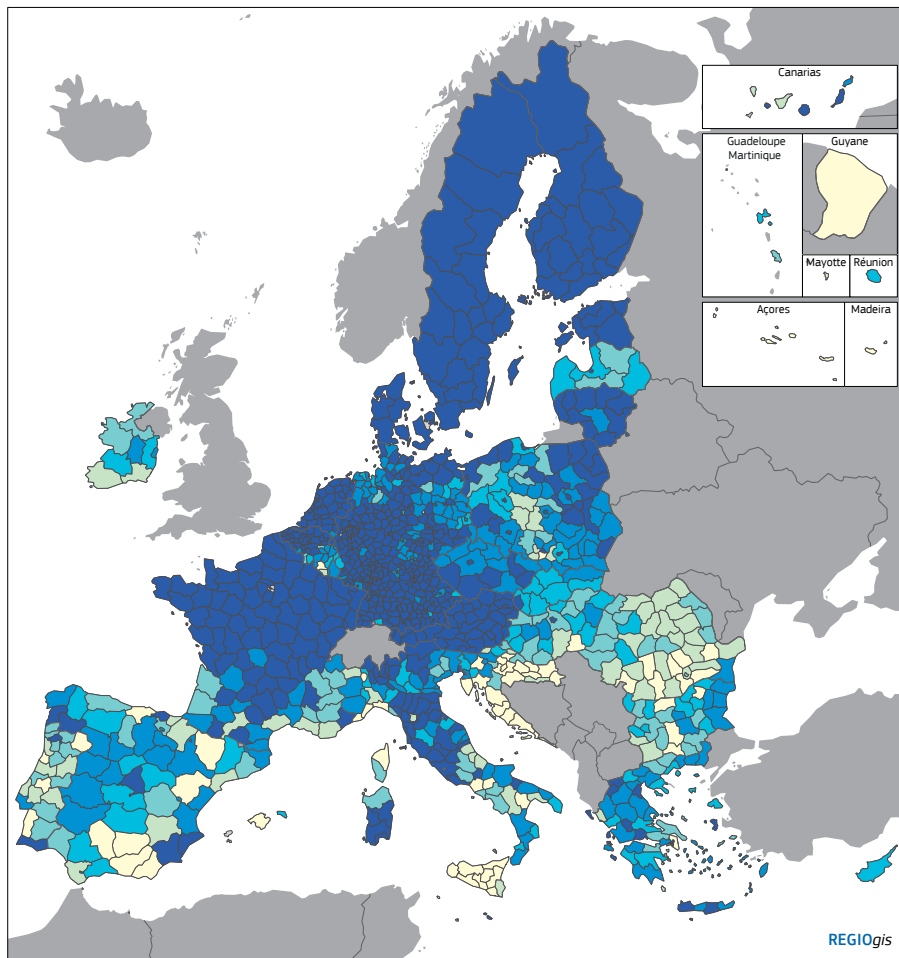 Canarias
Guadeloupe
Martinique
Guyane
Mayotte
Réunion
Açores
Madeira
REGIOgis